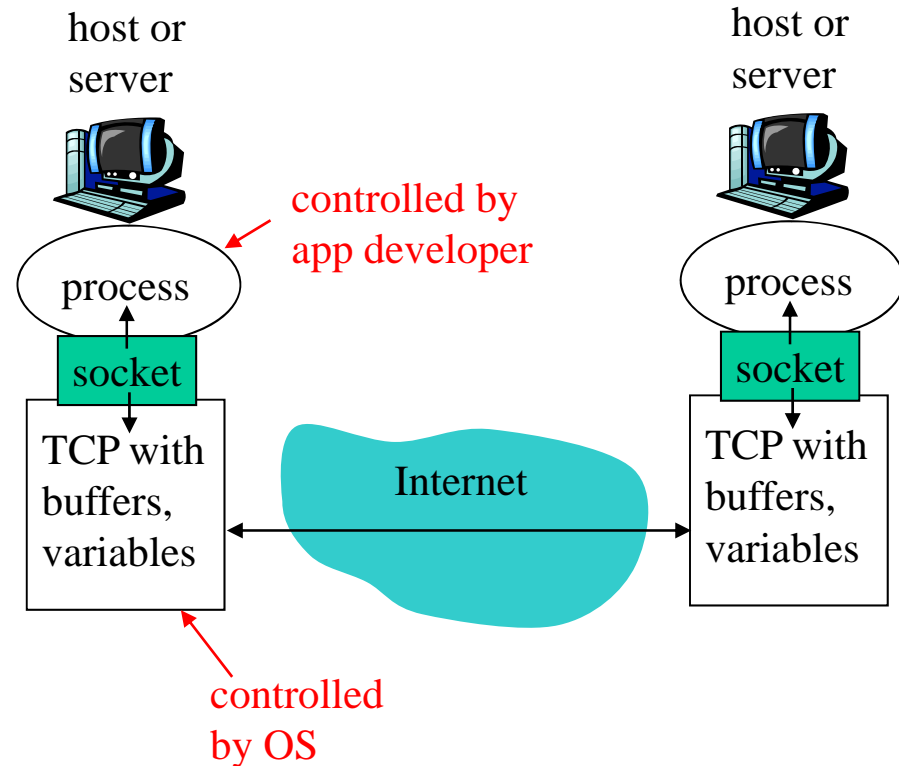 host or
server
host or
server
controlled by
app developer
process
process
socket
socket
TCP with
buffers,
variables
Internet
TCP with
buffers,
variables
controlled
by OS